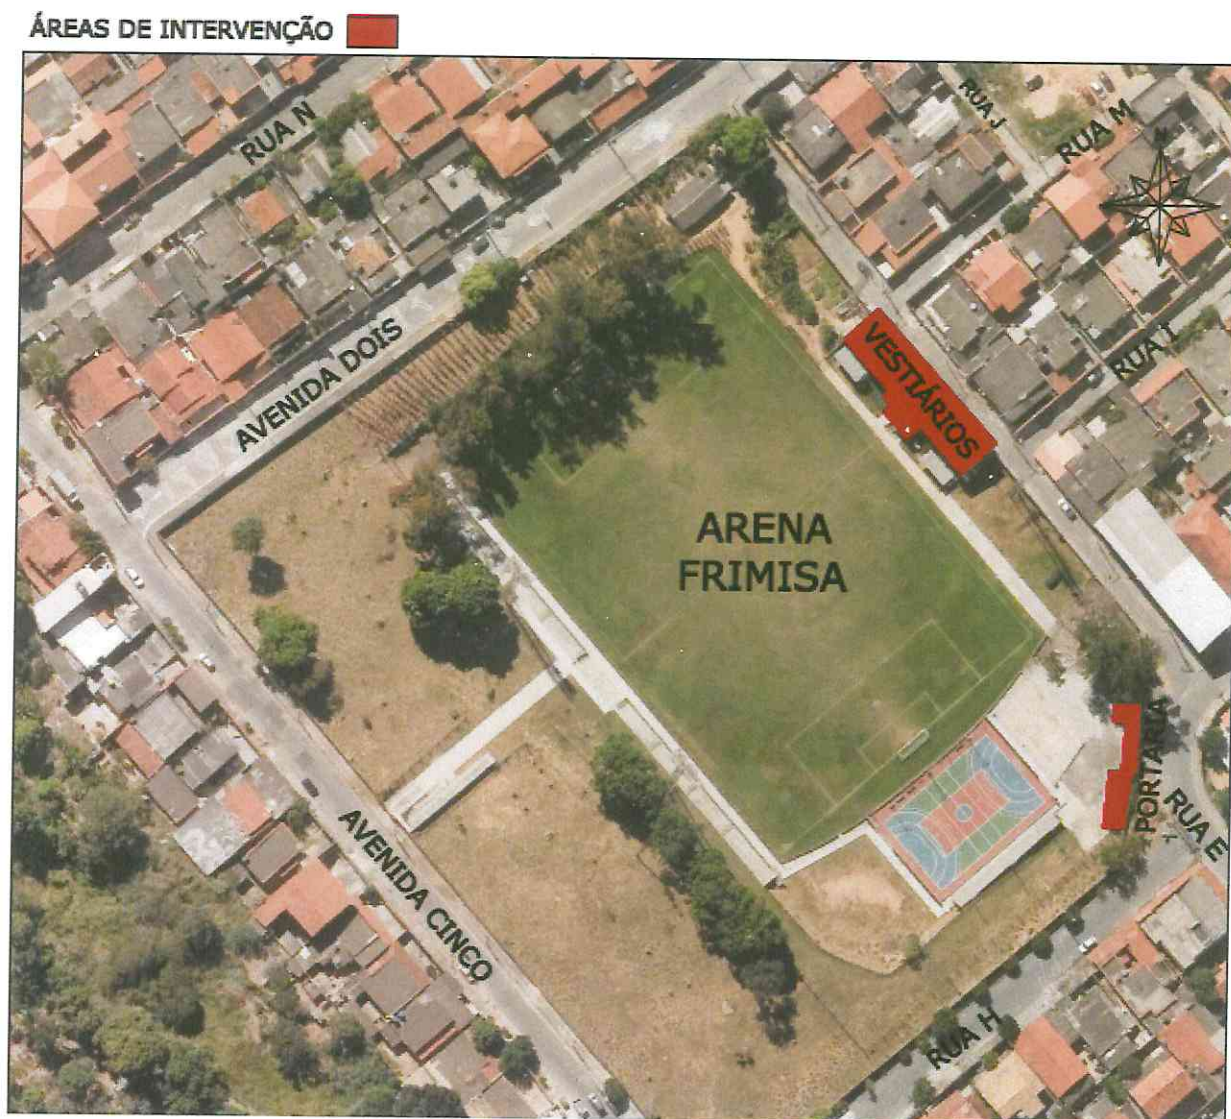 ÁREAS DE INTERVENÇÃO
RUA N
RUA J
RUA M
AVENIDA DOIS
VESTIÁRIOS
RUA I
ARENA
FRIMISA
PORTARIA
RUA E
AVENIDA CINCO
RUA H